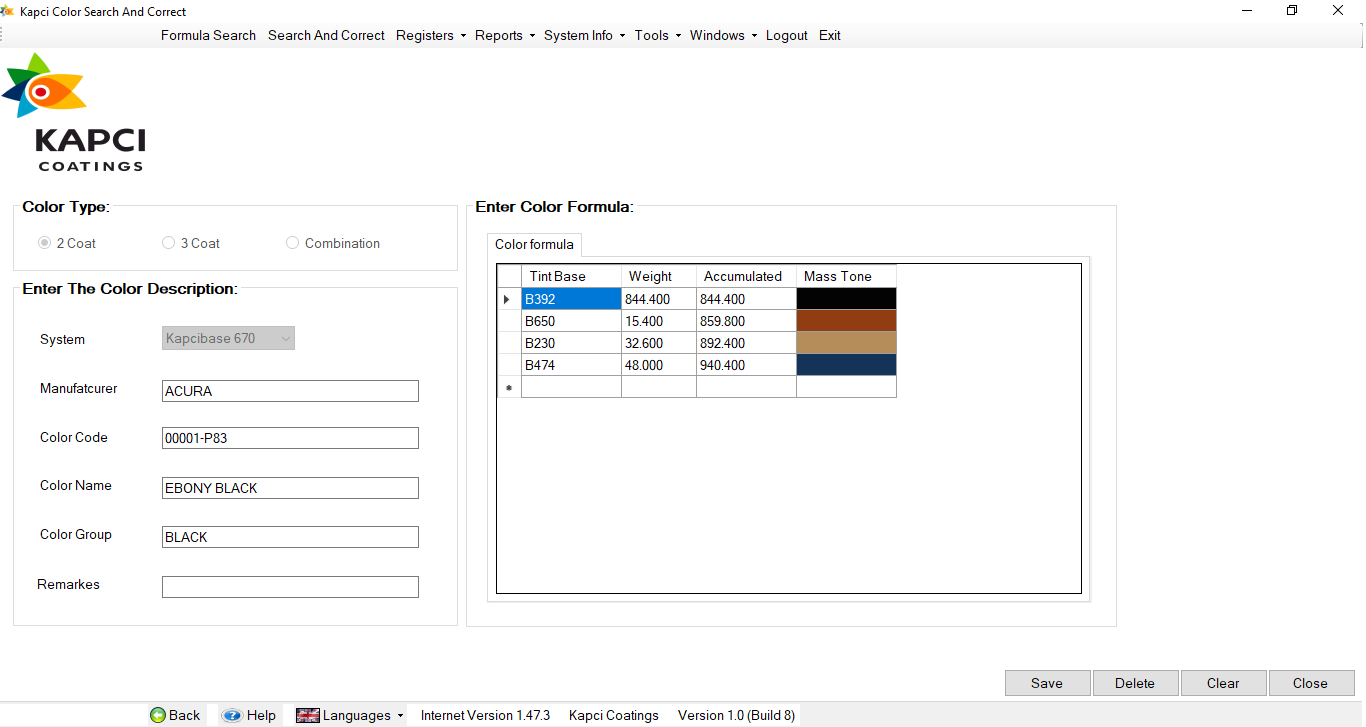 Kapci Color Search And Correct
Formula Search Search And Correct Registers Reports System Info Tools Windows Logout Exit
KAPCI
COATINGS
Color Type:
2 Coat 3 Coat Combination
Enter The Color Description:
System Kapcibase 670
Manufatcurer ACURA
Color Code 00001-P83
Color Name EBONY BLACK
Color Group BLACK
Remarkes
Enter Color Formula:
Color formula
Tint Base Weight Accumulated Mass Tone
B392 844.400 844.400
B650 15.400 859.800
B230 32.600 892.400
B474 48.000 940.400
*
Save Delete Clear Close
Back Help Languages Internet Version 1.47.3 Kapci Coatings Version 1.0 (Build 8)